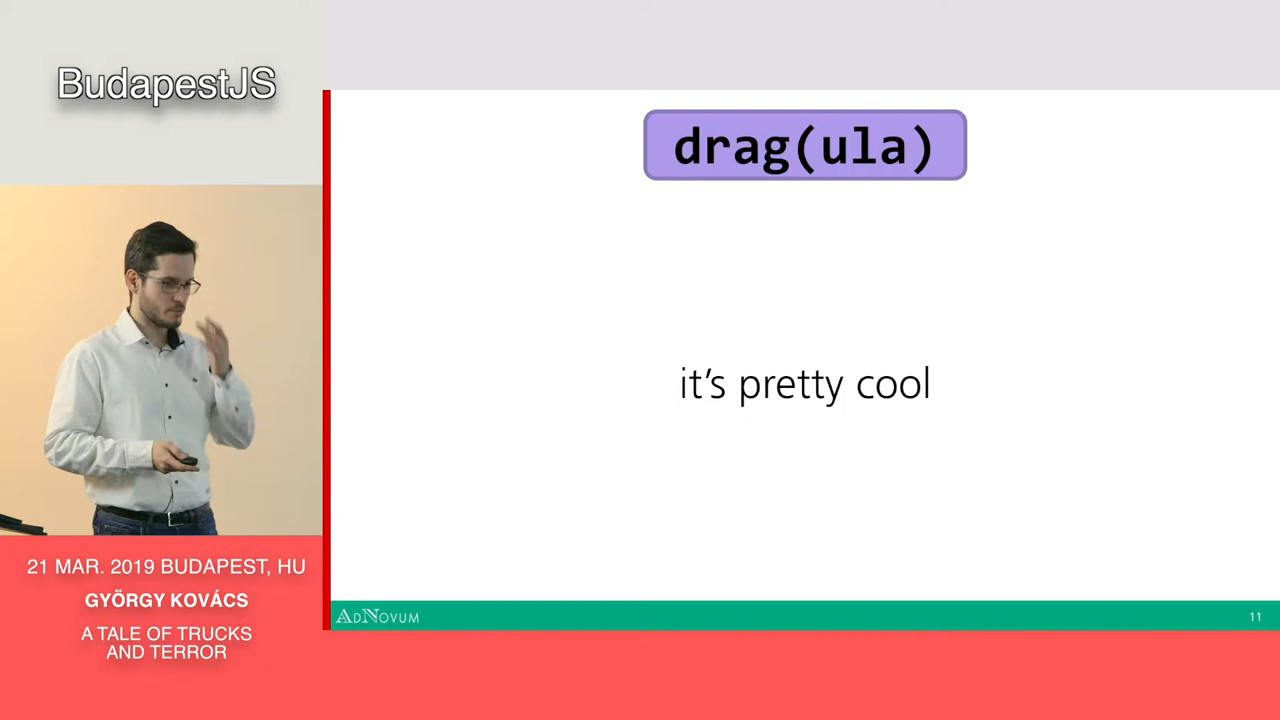 BudapestJS
drag(ula)
it's pretty cool
21 MAR. 2019 BUDAPEST, HU
GYÖRGY KOVÁCS
A TALE OF TRUCKS
AND TERROR
ADNOVUM
11